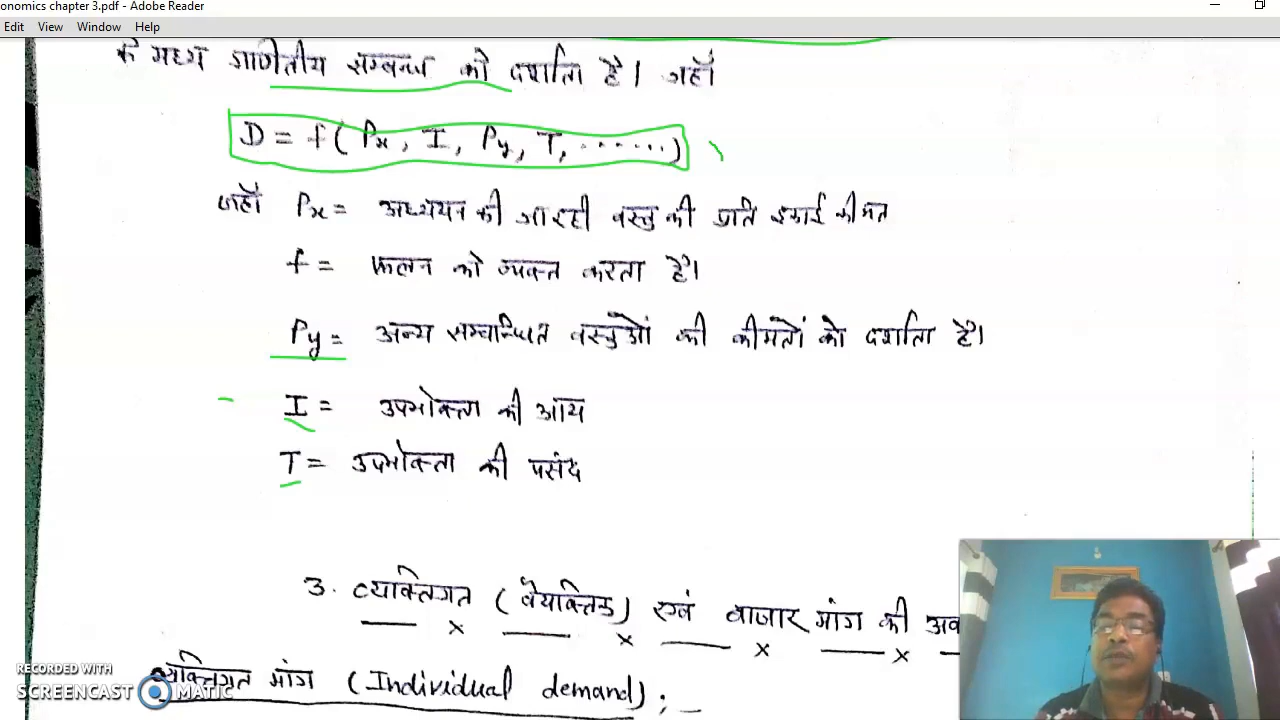 onomics chapter 3.pdf - Adobe Reader
Edit View Window Help
के मध्य गणितीय सम्बन्ध को दर्शाता है। जहाँ
D = f( Px, I, Py, T, ......)
जहाँ Px = अध्ययन की जा रही वस्तु की प्रति इकाई कीमत
f = फलन को व्यक्त करता है।
Py = अन्य सम्बन्धित वस्तुओं की कीमतों को दर्शाता है।
I = उपभोक्ता की आय
T = उपभोक्ता की पसंद
3. व्यक्तिगत (वैयक्तिक) एवं बाजार मांग की अव
व्यक्तिगत मांग (Individual demand) ; _
RECORDED WITH
SCREENCAST MATIC